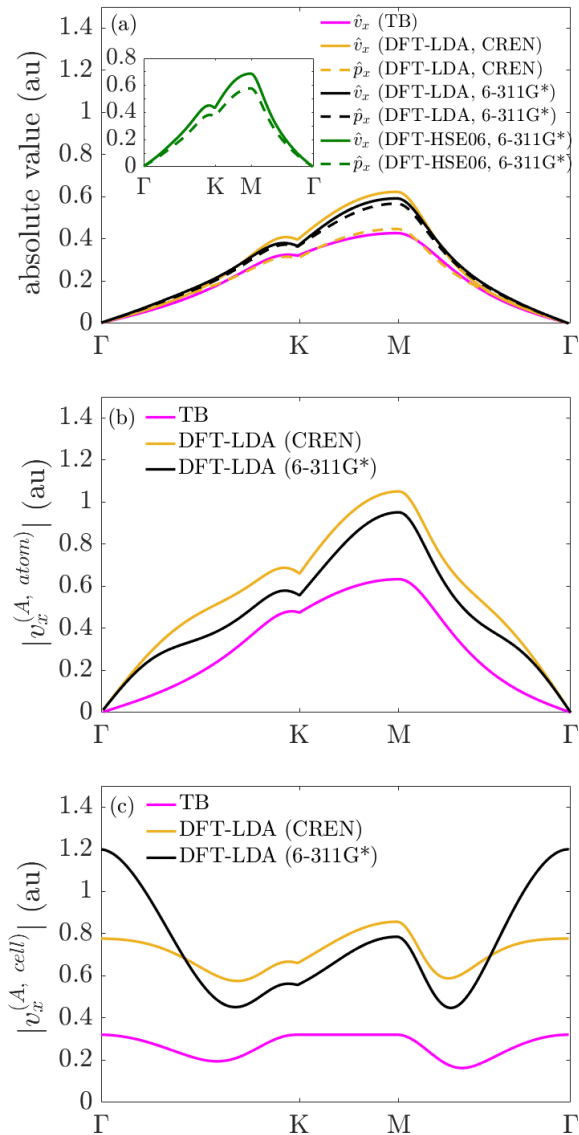 (a)
v̂ₓ (TB)
v̂ₓ (DFT-LDA, CREN)
p̂ₓ (DFT-LDA, CREN)
v̂ₓ (DFT-LDA, 6-311G*)
p̂ₓ (DFT-LDA, 6-311G*)
v̂ₓ (DFT-HSE06, 6-311G*)
p̂ₓ (DFT-HSE06, 6-311G*)
0.8
0.6
0.4
0.2
0
Γ K M Γ
absolute value (au)
1.4
1.2
1
0.8
0.6
0.4
0.2
0
Γ K M Γ
(b)
TB
DFT-LDA (CREN)
DFT-LDA (6-311G*)
|vₓ^(A, atom)| (au)
1.4
1.2
1
0.8
0.6
0.4
0.2
0
Γ K M Γ
(c)
TB
DFT-LDA (CREN)
DFT-LDA (6-311G*)
|vₓ^(A, cell)| (au)
1.4
1.2
1
0.8
0.6
0.4
0.2
0
Γ K M Γ